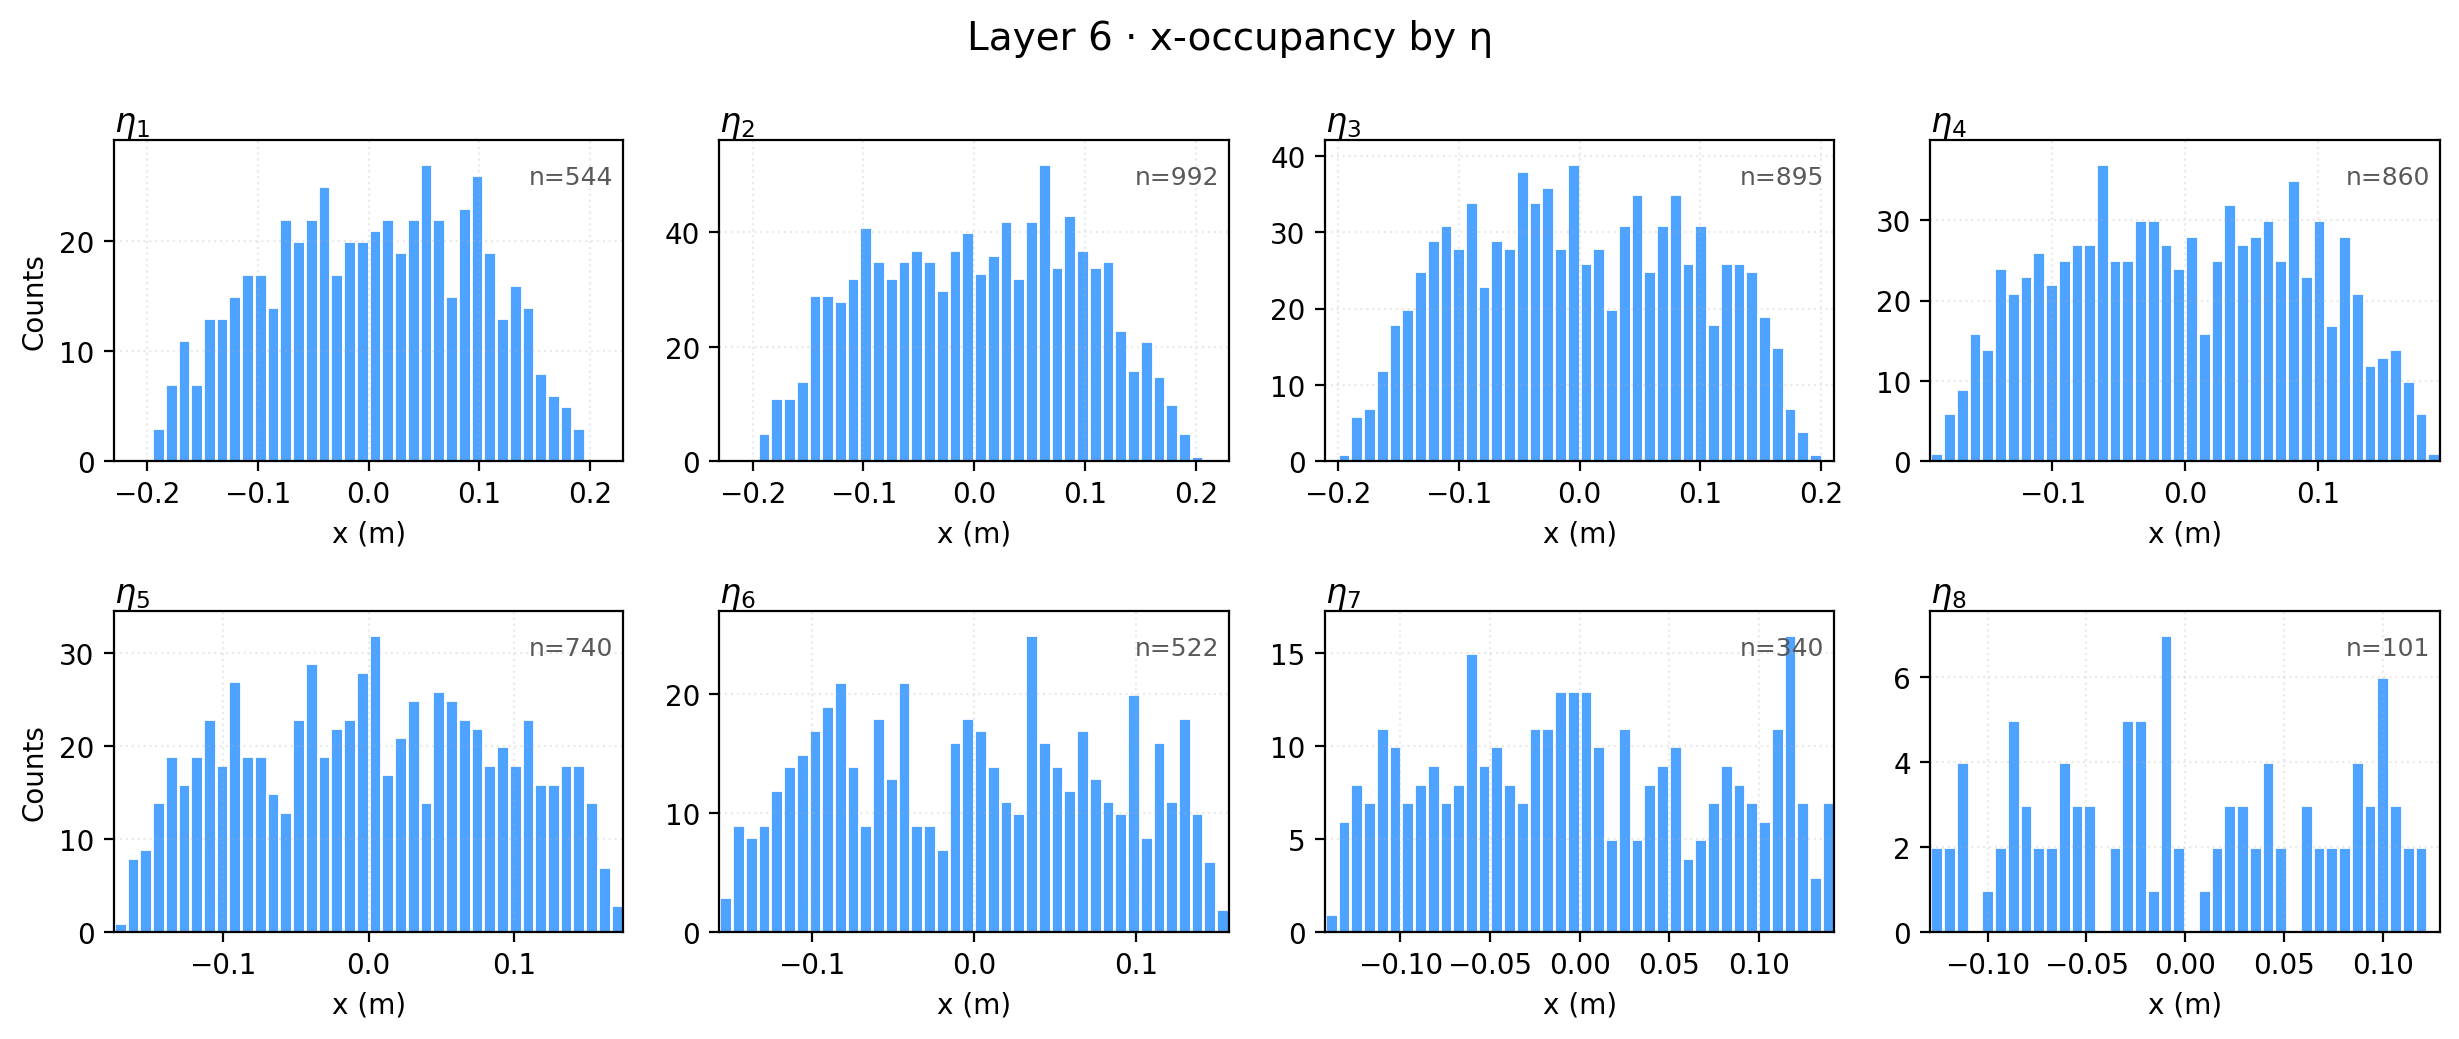 Layer 6 · x-occupancy by η
η1
n=544
Counts
20
10
0
−0.2 −0.1 0.0 0.1 0.2
x (m)
η2
n=992
40
20
0
−0.2 −0.1 0.0 0.1 0.2
x (m)
η3
n=895
40
30
20
10
0
−0.2 −0.1 0.0 0.1 0.2
x (m)
η4
n=860
30
20
10
0
−0.1 0.0 0.1
x (m)
η5
n=740
Counts
30
20
10
0
−0.1 0.0 0.1
x (m)
η6
n=522
20
10
0
−0.1 0.0 0.1
x (m)
η7
n=340
15
10
5
0
−0.10 −0.05 0.00 0.05 0.10
x (m)
η8
n=101
6
4
2
0
−0.10 −0.05 0.00 0.05 0.10
x (m)